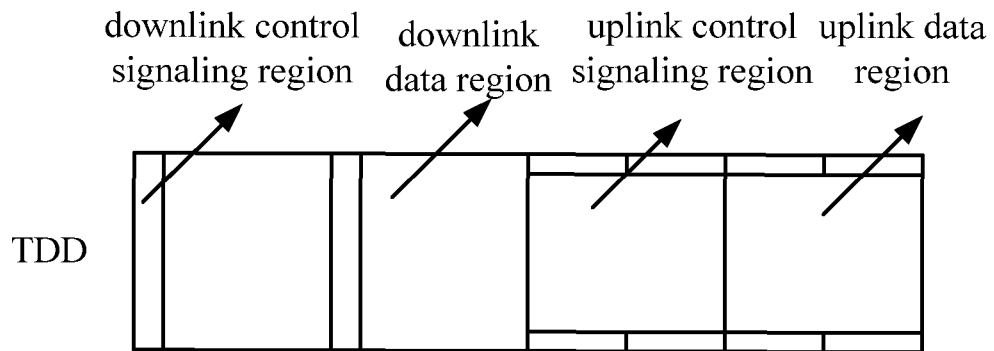 downlink control
signaling region
downlink
data region
uplink control
signaling region
uplink data
region
TDD